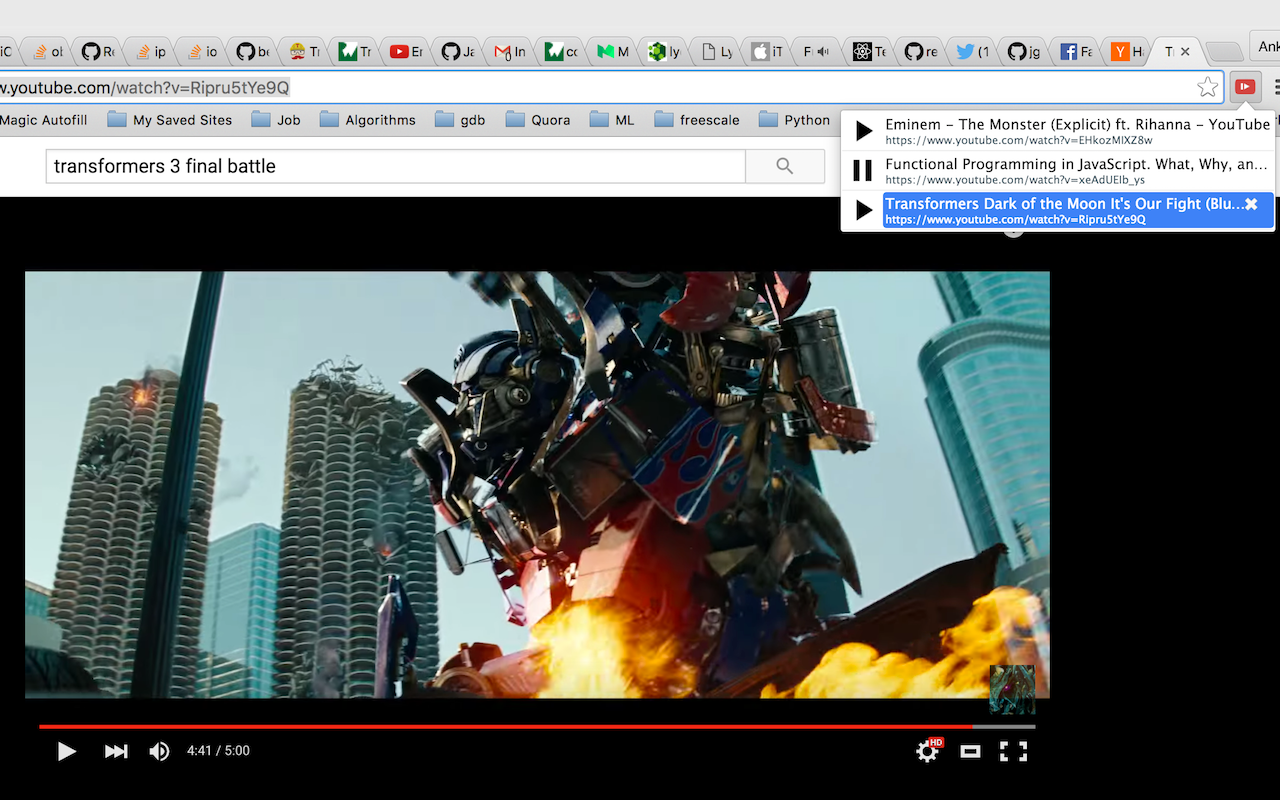 iC ol Re ip io be Tr Tr Er Ja In cc M ly Ly iT F Te re (1 jg Fa H T Ank
w.youtube.com/watch?v=Ripru5tYe9Q
Magic Autofill My Saved Sites Job Algorithms gdb Quora ML freescale Python
Eminem – The Monster (Explicit) ft. Rihanna – YouTube
https://www.youtube.com/watch?v=EHkozMIXZ8w
Functional Programming in JavaScript. What, Why, an...
https://www.youtube.com/watch?v=xeAdUEIb_ys
Transformers Dark of the Moon It's Our Fight (Blu...
https://www.youtube.com/watch?v=Ripru5tYe9Q
transformers 3 final battle
4:41 / 5:00
HD